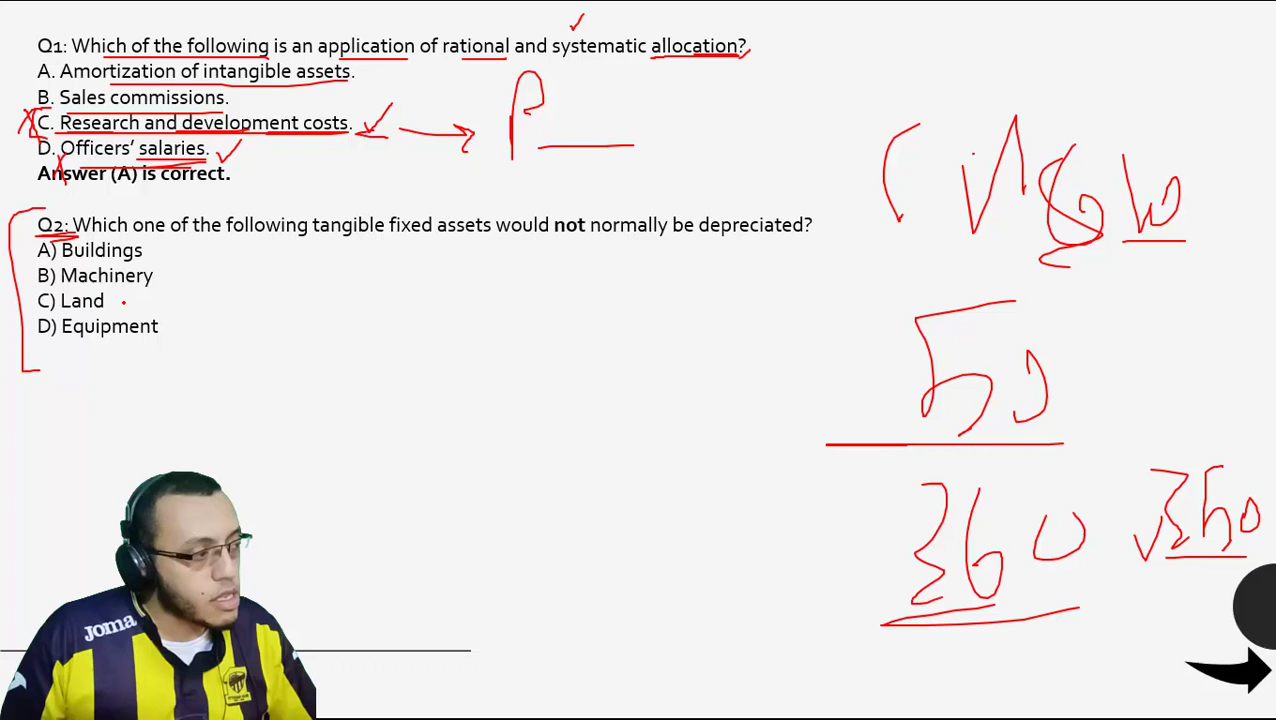 Q1: Which of the following is an application of rational and systematic allocation?
A. Amortization of intangible assets.
B. Sales commissions.
C. Research and development costs.
D. Officers' salaries.
Answer (A) is correct.
Q2: Which one of the following tangible fixed assets would not normally be depreciated?
A) Buildings
B) Machinery
C) Land
D) Equipment
P
50
360
350
JOMA